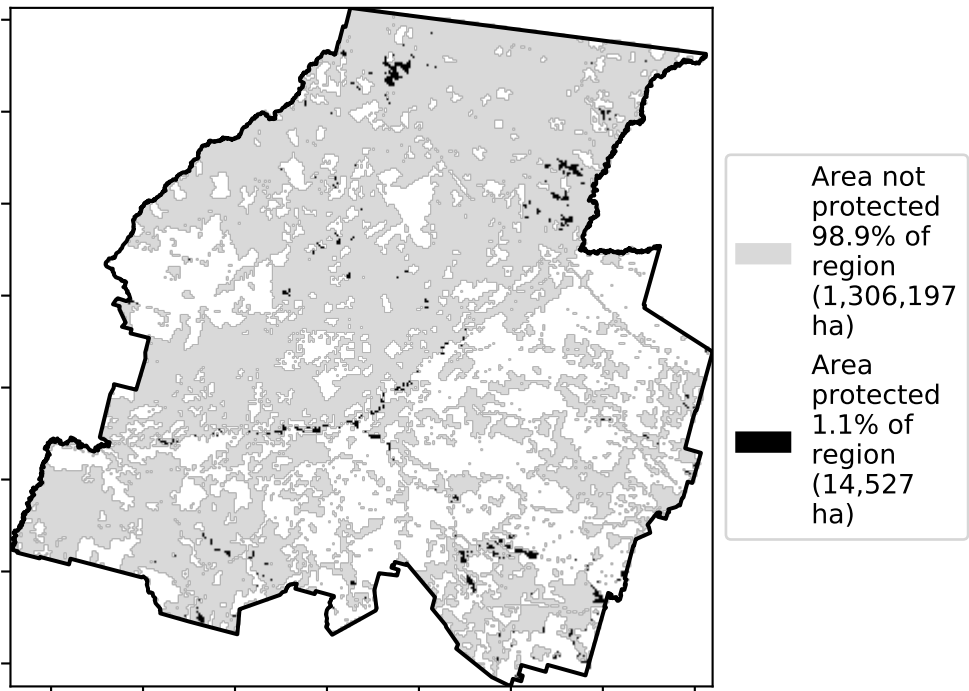 Area not
protected
98.9% of
region
(1,306,197
ha)
Area
protected
1.1% of
region
(14,527
ha)